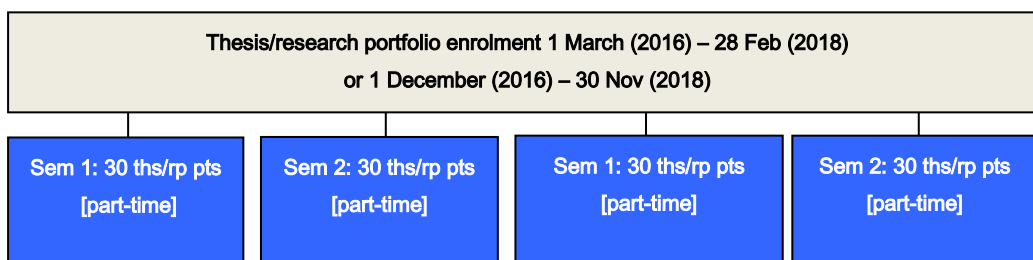 Thesis/research portfolio enrolment 1 March (2016) – 28 Feb (2018)
or 1 December (2016) – 30 Nov (2018)
Sem 1: 30 ths/rp pts
[part-time]
Sem 2: 30 ths/rp pts
[part-time]
Sem 1: 30 ths/rp pts
[part-time]
Sem 2: 30 ths/rp pts
[part-time]